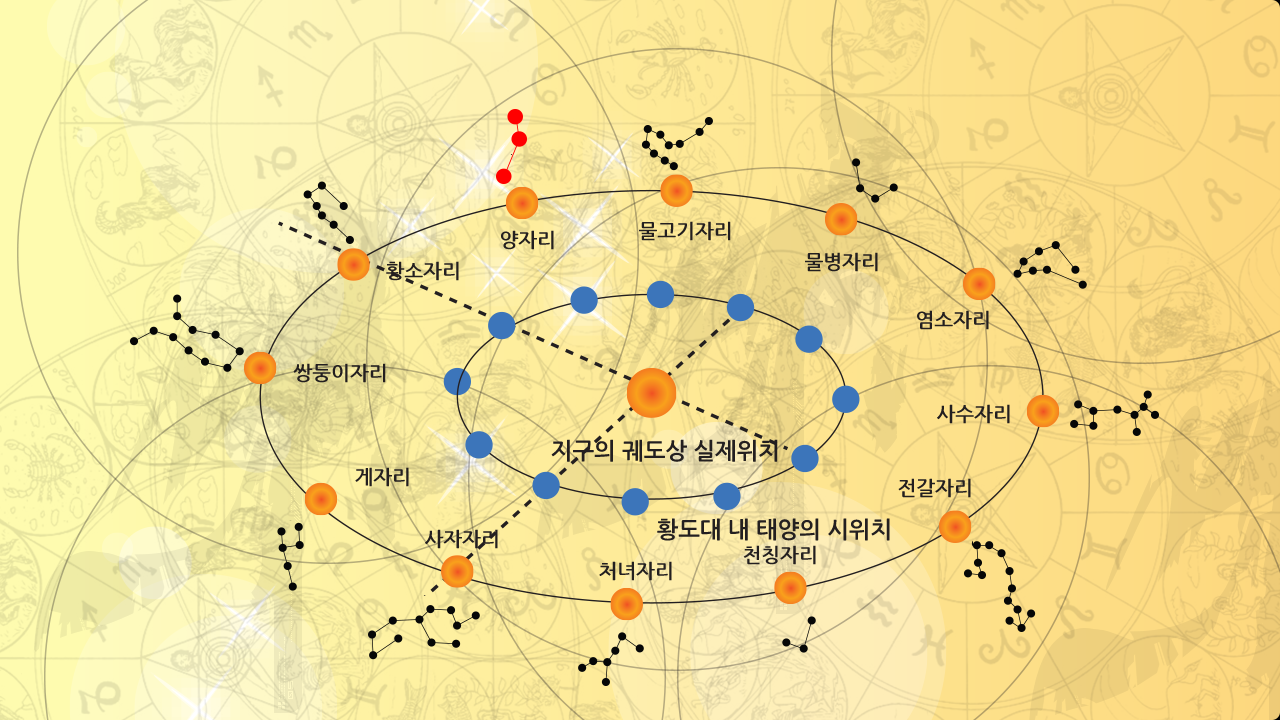 양자리
물고기자리
물병자리
황소자리
염소자리
쌍둥이자리
사수자리
지구의 궤도상 실제위치
게자리
전갈자리
황도대 내 태양의 시위치
사자자리
천칭자리
처녀자리